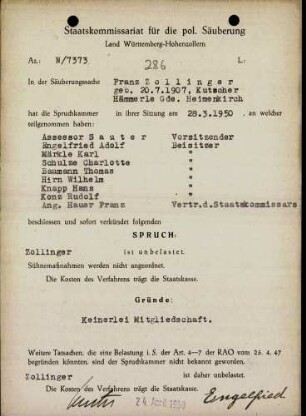 Staatskommissariat für die pol. Säuberung
Land Württemberg-Hohenzollern
Az.: N/7373 L:
286
In der Säuberungssache Franz Zollinger
geb. 20.7.1907, Kutscher
Hämmerle Gde. Heimenkirch
hat die Spruchkammer in ihrer Sitzung am 28.3.1950 , an welcher
teilgenommen haben:
Assessor Sauter Vorsitzender
Engelfried Adolf Beisitzer
Märkle Karl "
Schulze Charlotte "
Baumann Thomas "
Hirn Wilhelm "
Knapp Hans "
Konz Rudolf "
Ang. Hauer Franz Vertr.d.Staatskommissars
beschlossen und sofort verkündet folgenden
SPRUCH:
Zollinger ist unbelastet.
Sühnemaßnahmen werden nicht angeordnet.
Die Kosten des Verfahrens trägt die Staatskasse.
Gründe:
Keinerlei Mitgliedschaft.
Weitere Tatsachen, die eine Belastung i.S. der Art. 4—7 der RAO vom 25. 4. 47
begründen könnten, sind der Spruchkammer nicht bekannt geworden.
Zollinger ist daher unbelastet.
Die Kosten des Verfahrens trägt die Staatskasse.
24. April 1950 Engelfried